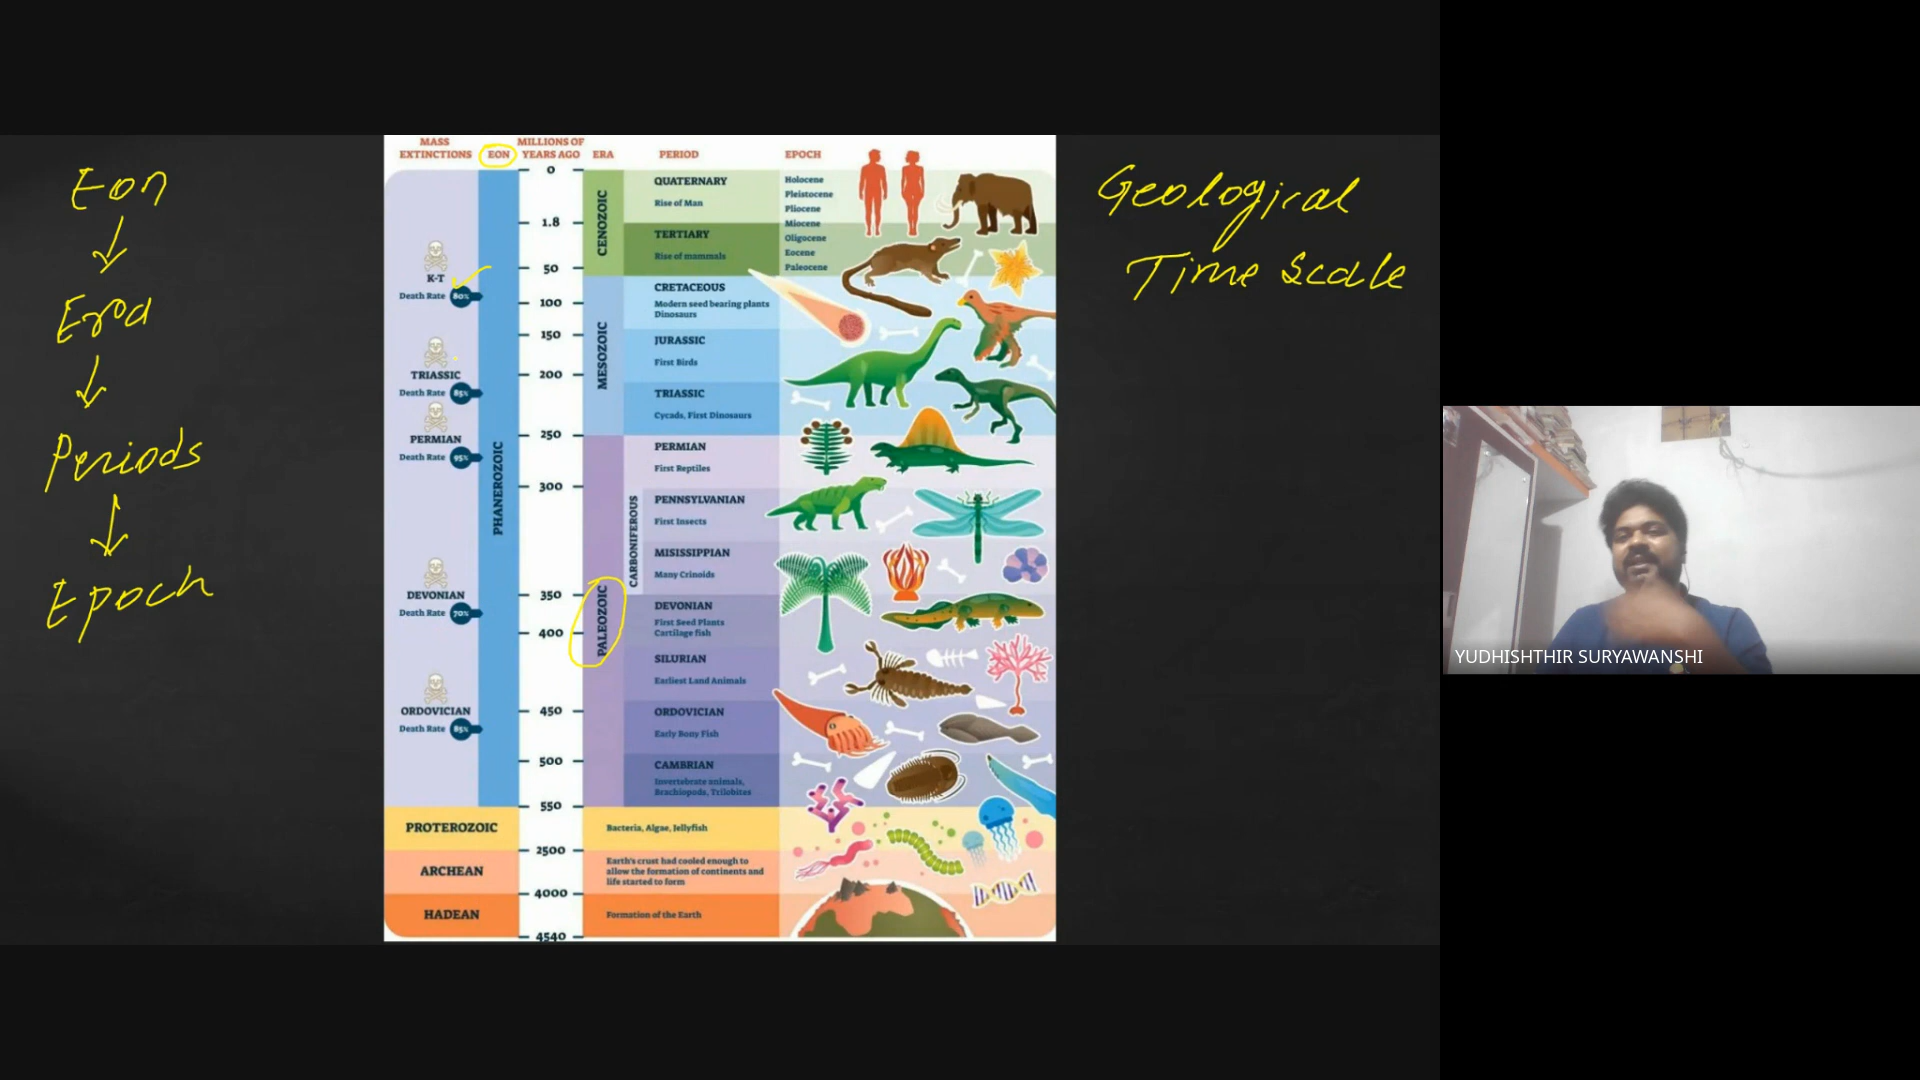 Eon
Era
Periods
Epoch
MASS EXTINCTIONS
EON
MILLIONS OF YEARS AGO
ERA
PERIOD
EPOCH
0
1.8
50
100
150
200
250
300
350
400
450
500
550
2500
4000
4540
K-T
Death Rate 80%
TRIASSIC
Death Rate 85%
PERMIAN
Death Rate 95%
DEVONIAN
Death Rate 70%
ORDOVICIAN
Death Rate 85%
PHANEROZOIC
CENOZOIC
MESOZOIC
PALEOZOIC
CARBONIFEROUS
QUATERNARY
Rise of Man
TERTIARY
Rise of mammals
CRETACEOUS
Modern seed bearing plants
Dinosaurs
JURASSIC
First Birds
TRIASSIC
Cycads, First Dinosaurs
PERMIAN
First Reptiles
PENNSYLVANIAN
First Insects
MISISSIPPIAN
Many Crinoids
DEVONIAN
First Seed Plants
Cartilage fish
SILURIAN
Earliest Land Animals
ORDOVICIAN
Early Bony Fish
CAMBRIAN
Invertebrate animals,
Brachiopods, Trilobites
Holocene
Pleistocene
Pliocene
Miocene
Oligocene
Eocene
Paleocene
PROTEROZOIC
Bacteria, Algae, Jellyfish
ARCHEAN
Earth's crust had cooled enough to
allow the formation of continents and
life started to form
HADEAN
Formation of the Earth
Geological
Time Scale
YUDHISHTHIR SURYAWANSHI